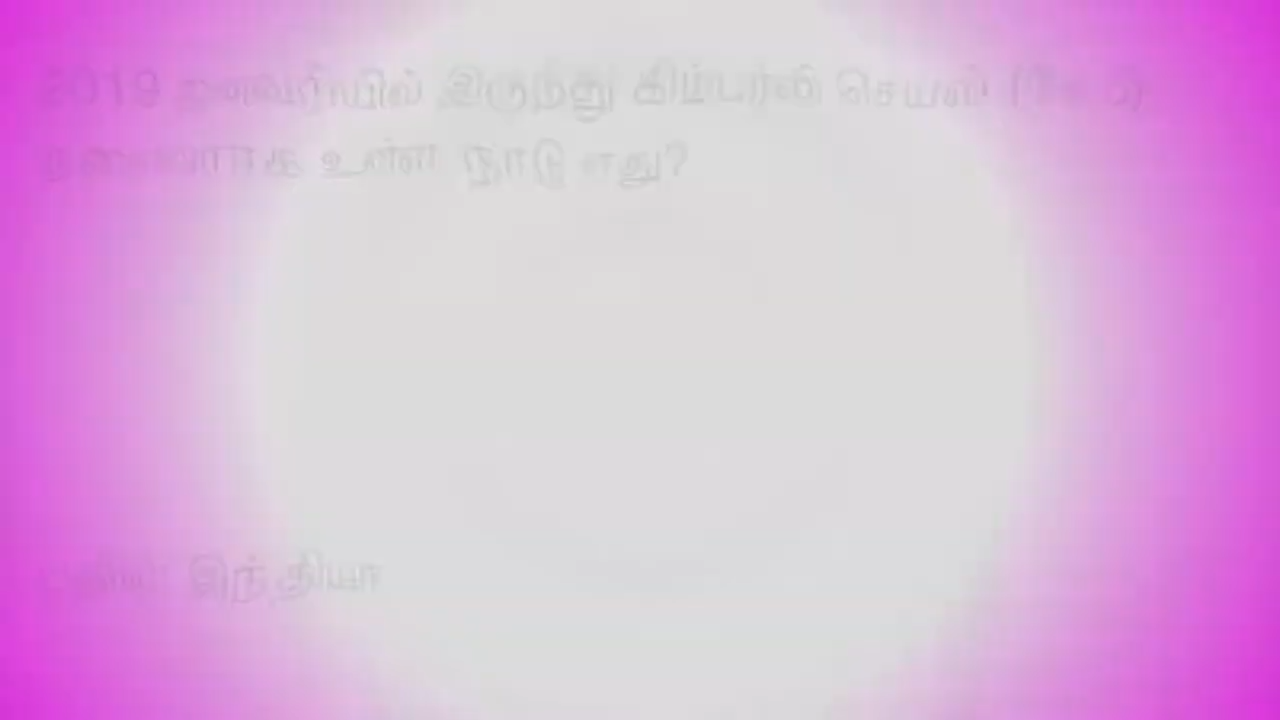 2019 ஜனவரியில் இருந்து கிம்பர்லி செயல்
தலைவராக உள்ள நாடு எது?
பதில்: இந்தியா